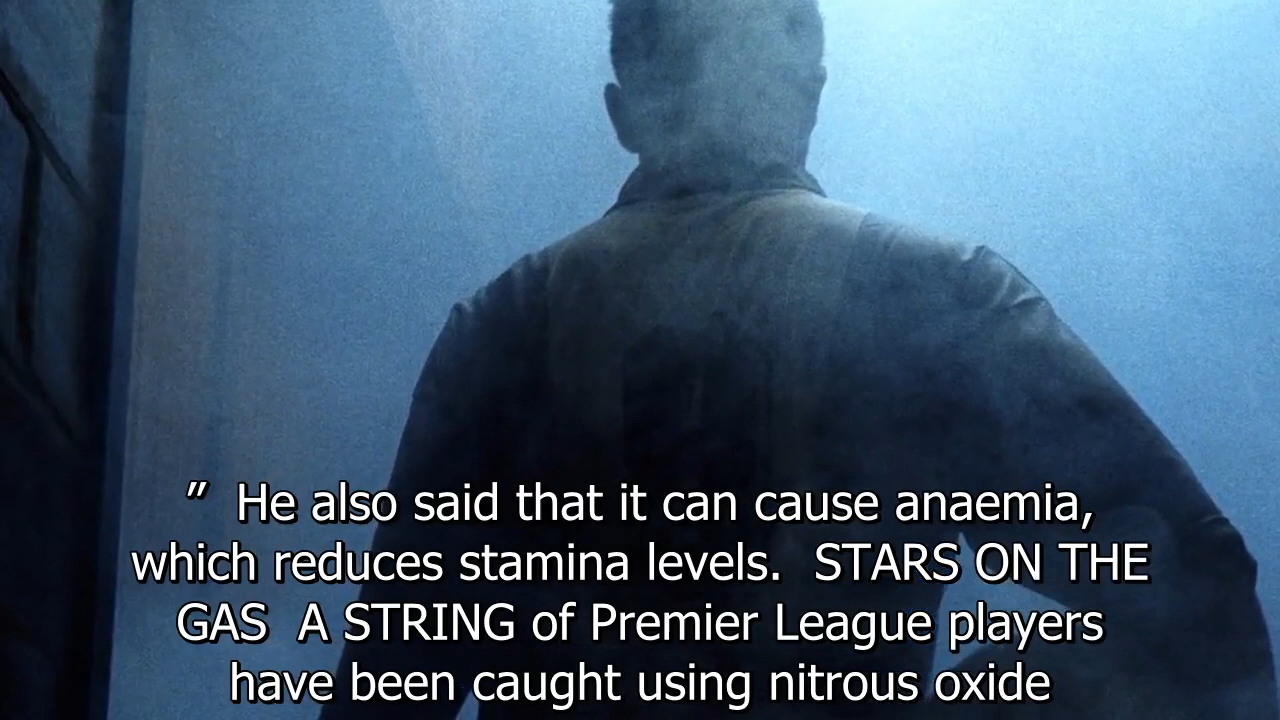 ” He also said that it can cause anaemia,
which reduces stamina levels. STARS ON THE
GAS A STRING of Premier League players
have been caught using nitrous oxide